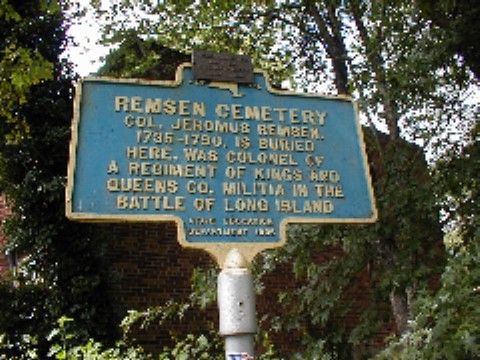 REMSEN CEMETERY
COL. JEROMUS REMSEN,
1735-1790, IS BURIED
HERE. WAS COLONEL OF
A REGIMENT OF KINGS AND
QUEENS CO. MILITIA IN THE
BATTLE OF LONG ISLAND
STATE EDUCATION
DEPARTMENT